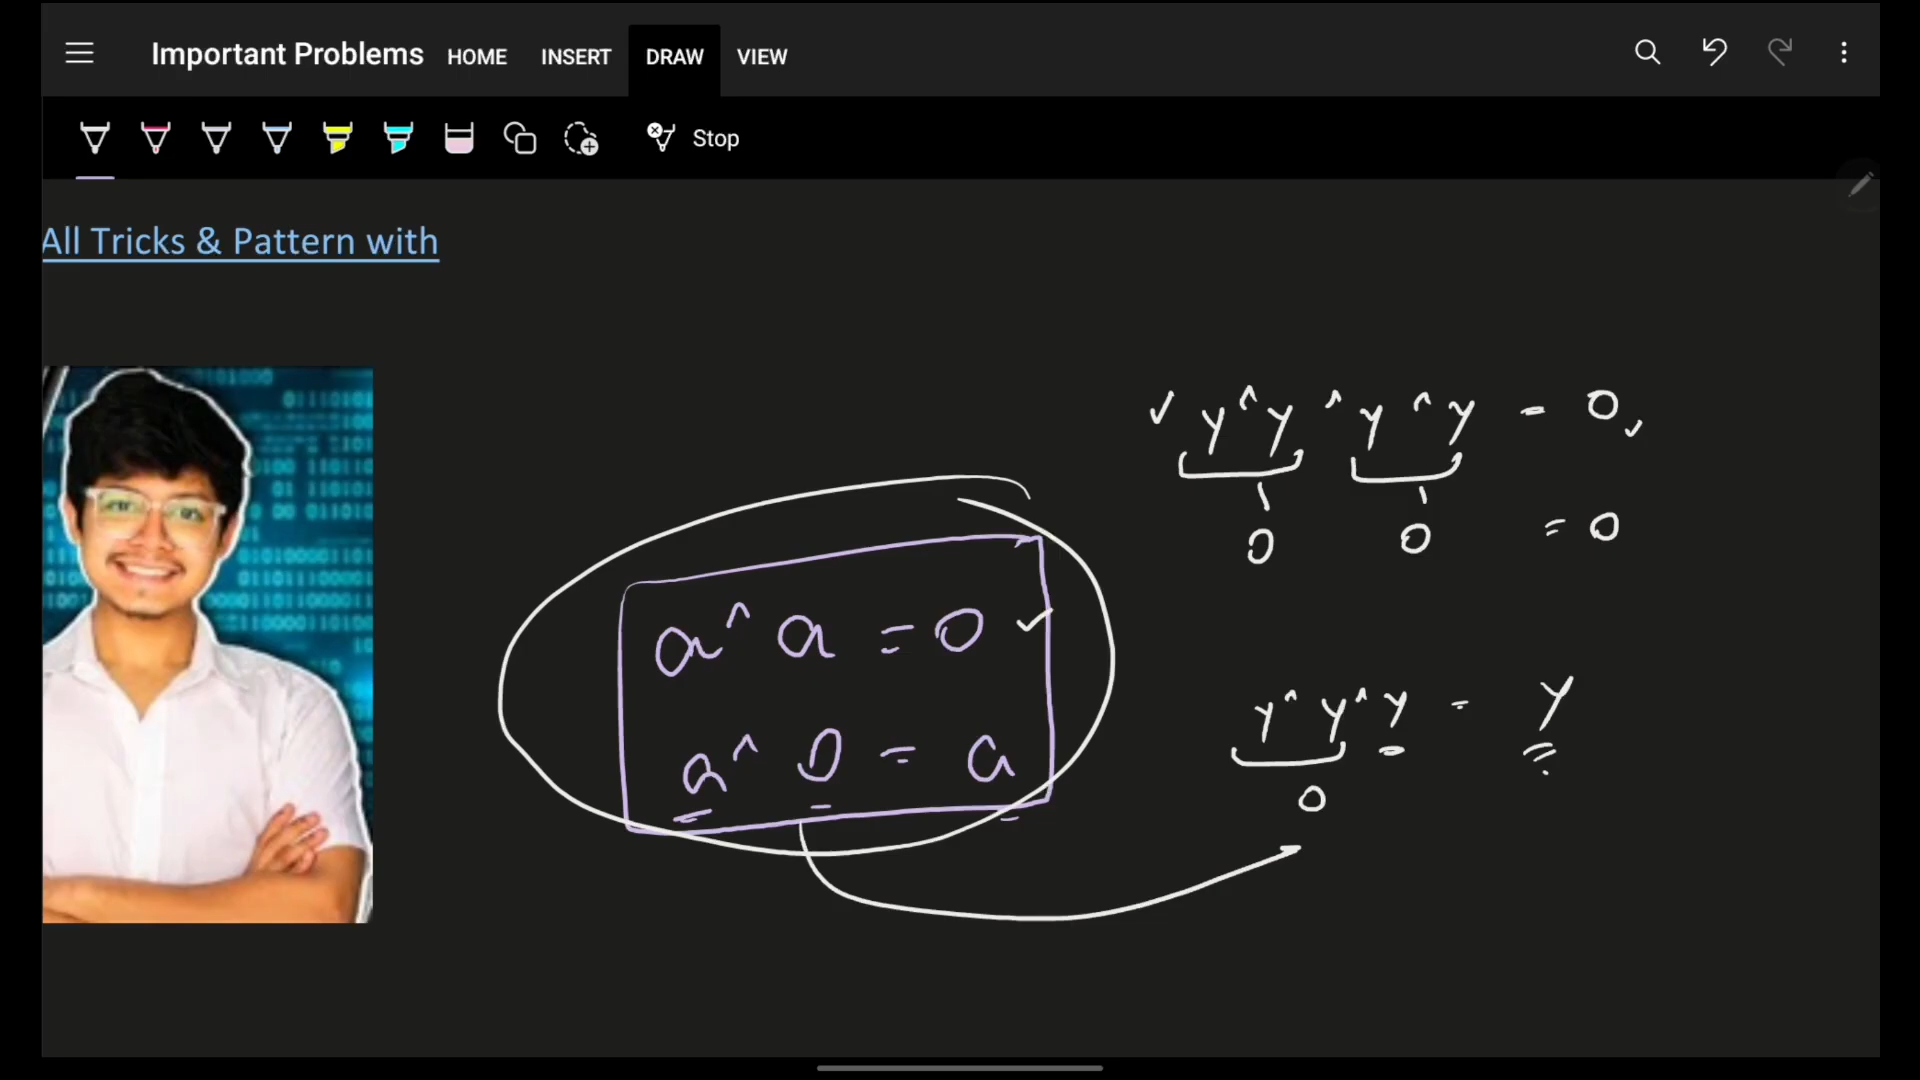 Important Problems HOME INSERT DRAW VIEW
Stop
All Tricks & Pattern with
✓ y ^ y ^ y ^ y = 0, ✓
0 0 = 0
a ^ a = 0 ✓
y ^ y ^ y = y
a ^ 0 = a
0